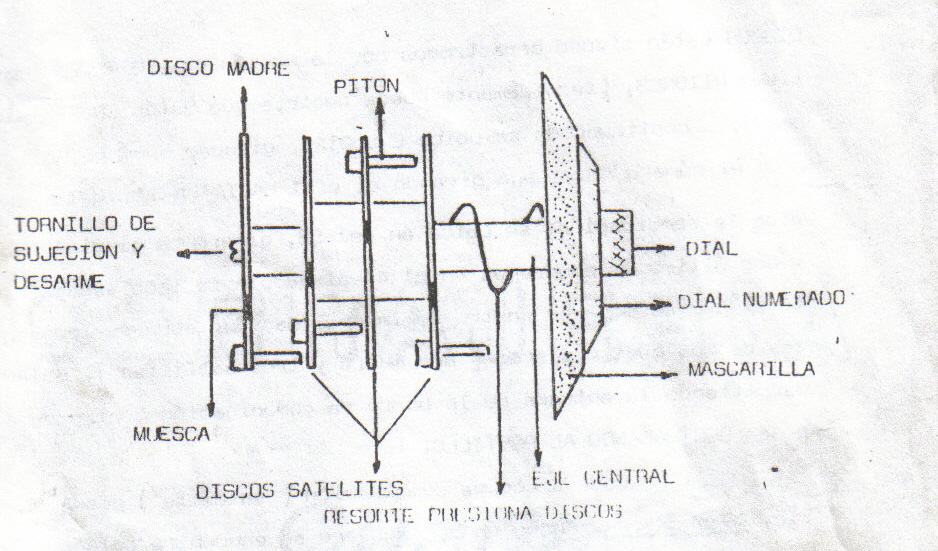 DISCO MADRE
PITON
TORNILLO DE
SUJECION Y
DESARME
DIAL
DIAL NUMERADO
MASCARILLA
MUESCA
DISCOS SATELITES
EJE CENTRAL
RESORTE PRESIONA DISCOS